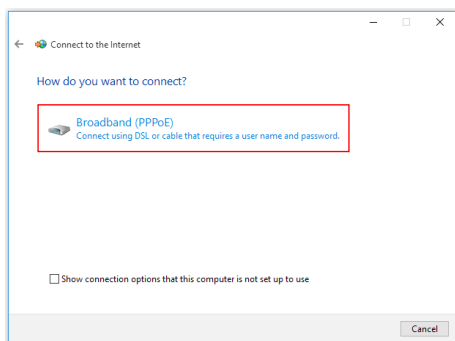 Connect to the Internet
How do you want to connect?
Broadband (PPPoE)
Connect using DSL or cable that requires a user name and password.
Show connection options that this computer is not set up to use
Cancel